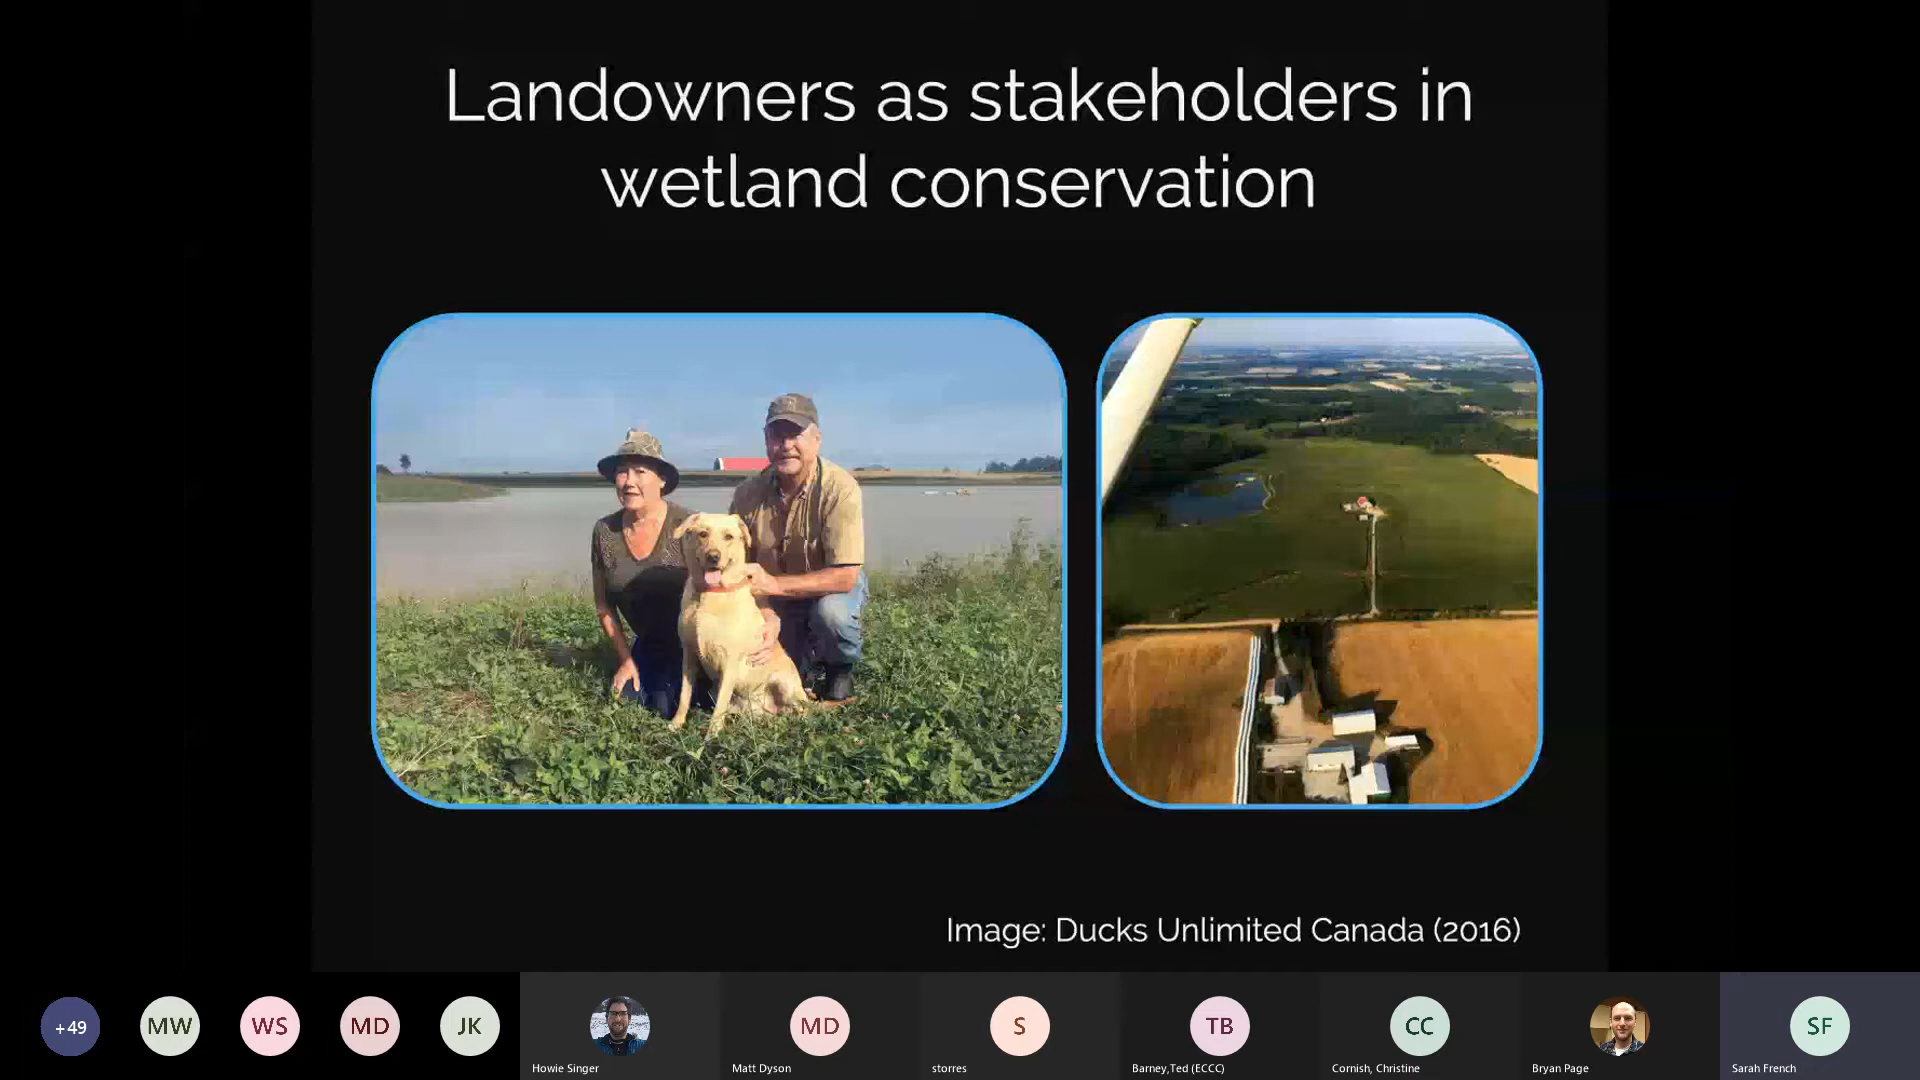 Landowners as stakeholders in
wetland conservation
Image: Ducks Unlimited Canada (2016)
+49
MW
WS
MD
JK
Howie Singer
MD
Matt Dyson
S
storres
TB
Barney,Ted (ECCC)
CC
Cornish, Christine
Bryan Page
SF
Sarah French